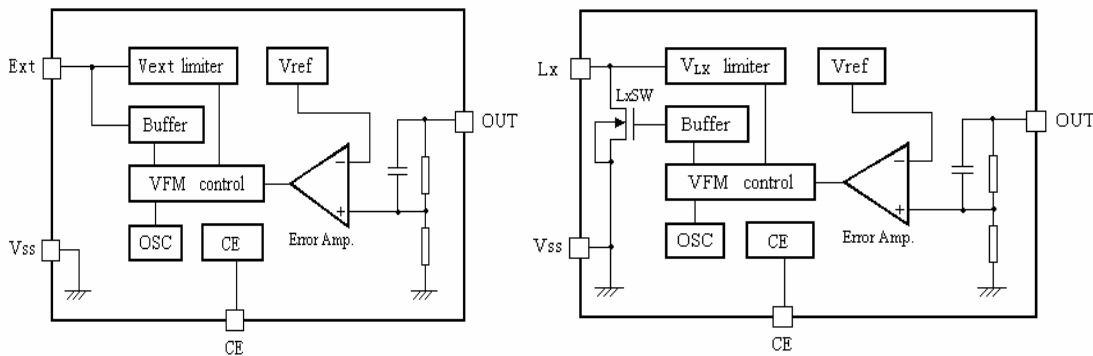 Ext
Vext limiter
Vref
Buffer
OUT
VFM control
−
+
Error Amp.
Vss
OSC
CE
CE
Lx
VLX limiter
Vref
LxSW
Buffer
OUT
VFM control
−
+
Error Amp.
Vss
OSC
CE
CE